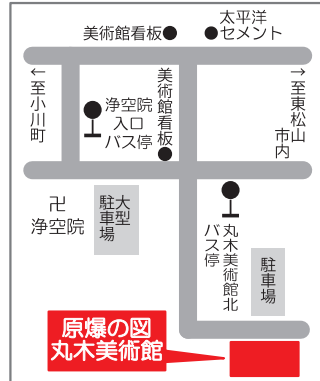 美術館看板
太平洋
セメント
←至小川町
浄空院
入口
バス停
美術館看板
→至東松山
市内
卍
浄空院
大型
駐車場
丸木美術館北
バス停
駐車場
原爆の図
丸木美術館